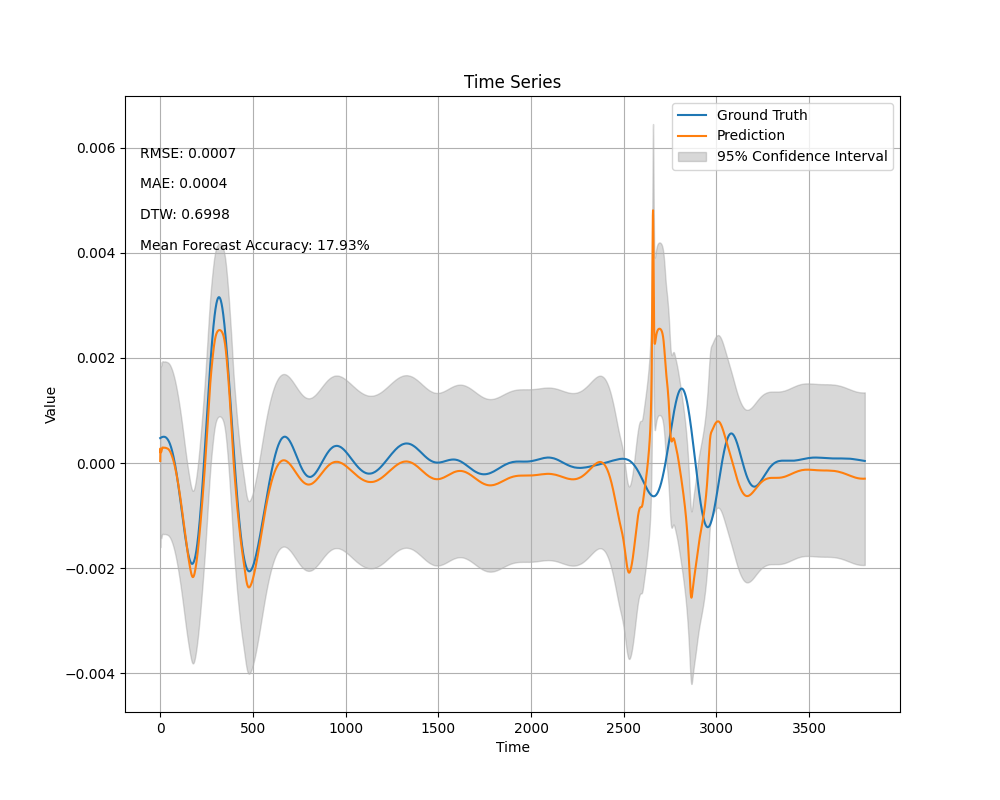 Time Series
Ground Truth
Prediction
95% Confidence Interval
RMSE: 0.0007
MAE: 0.0004
DTW: 0.6998
Mean Forecast Accuracy: 17.93%
Value
0.006
0.004
0.002
0.000
−0.002
−0.004
0 500 1000 1500 2000 2500 3000 3500
Time